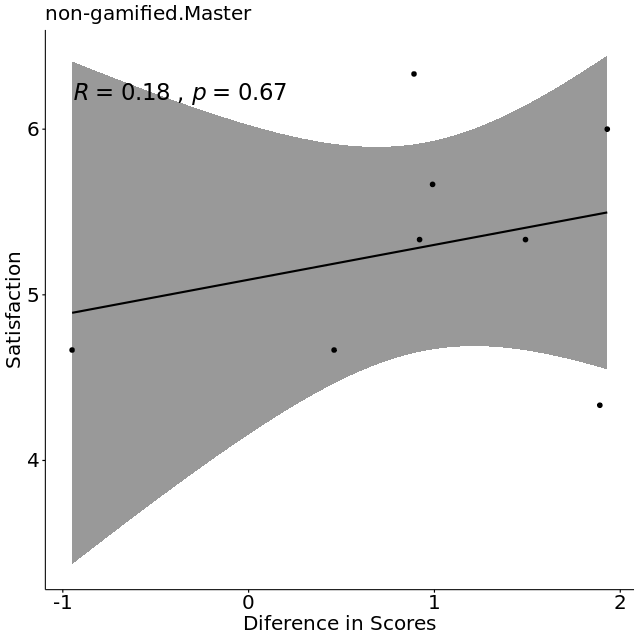 non-gamified.Master
R = 0.18 , p = 0.67
6
5
4
Satisfaction
-1 0 1 2
Diference in Scores